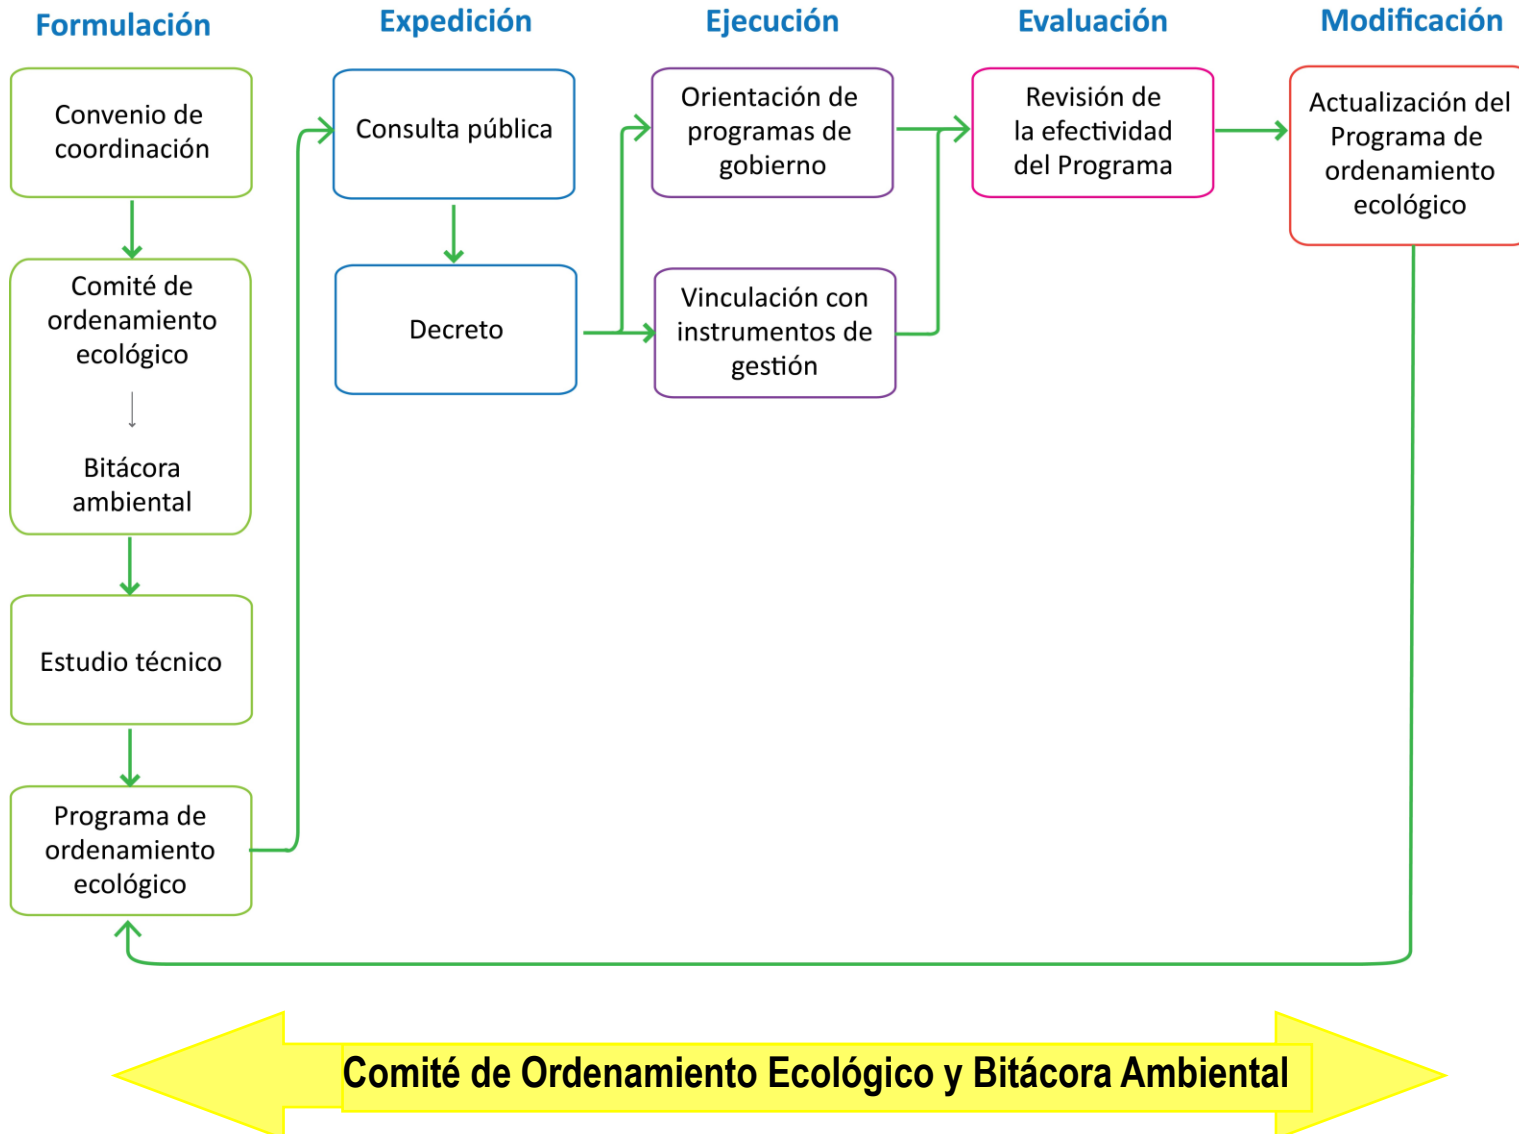 Formulación
Expedición
Ejecución
Evaluación
Modificación
Convenio de
coordinación
Comité de
ordenamiento
ecológico
Bitácora
ambiental
Estudio técnico
Programa de
ordenamiento
ecológico
Consulta pública
Decreto
Orientación de
programas de
gobierno
Vinculación con
instrumentos de
gestión
Revisión de
la efectividad
del Programa
Actualización del
Programa de
ordenamiento
ecológico
Comité de Ordenamiento Ecológico y Bitácora Ambiental